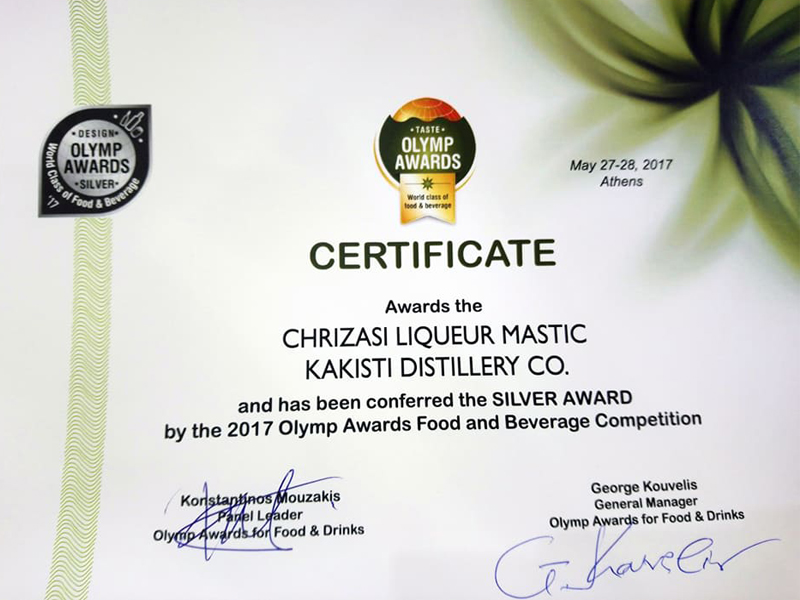 DESIGN
OLYMP
AWARDS
SILVER
World Class of Food & Beverage
'17
TASTE
OLYMP
AWARDS
World class of
food & beverage
May 27-28, 2017
Athens
CERTIFICATE
Awards the
CHRIZASI LIQUEUR MASTIC
KAKISTI DISTILLERY CO.
and has been conferred the SILVER AWARD
by the 2017 Olymp Awards Food and Beverage Competition
Konstantinos Mouzakis
Panel Leader
Olymp Awards for Food & Drinks
George Kouvelis
General Manager
Olymp Awards for Food & Drinks